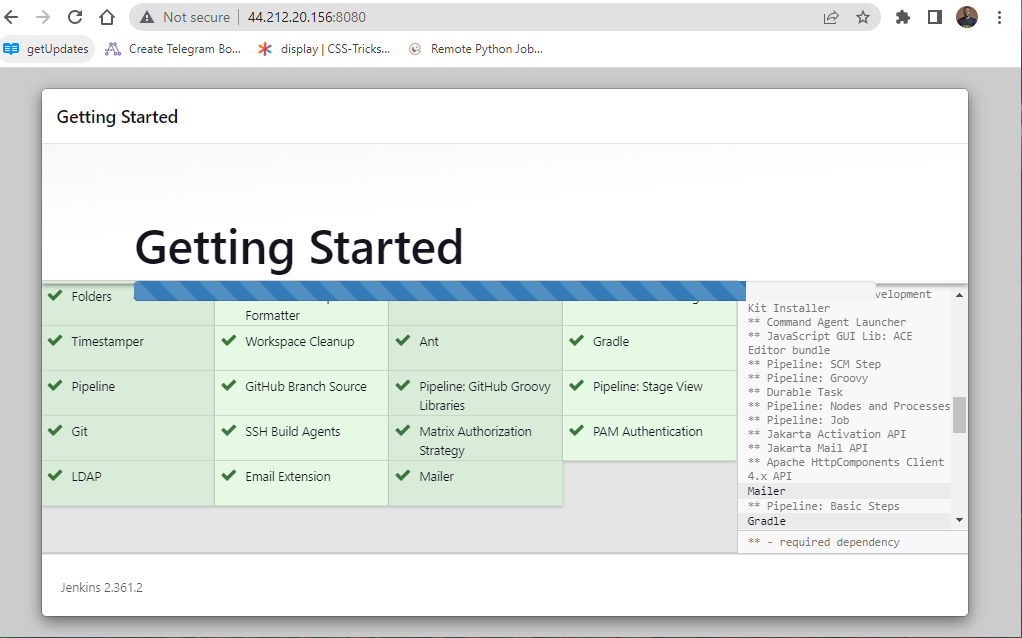 Not secure | 44.212.20.156:8080
getUpdates
Create Telegram Bo...
display | CSS-Tricks...
Remote Python Job...
Getting Started
Getting Started
Folders
Formatter
Timestamper
Workspace Cleanup
Ant
Gradle
Pipeline
GitHub Branch Source
Pipeline: GitHub Groovy
Libraries
Pipeline: Stage View
Git
SSH Build Agents
Matrix Authorization
Strategy
PAM Authentication
LDAP
Email Extension
Mailer
velopment
Kit Installer
** Command Agent Launcher
** JavaScript GUI Lib: ACE
Editor bundle
** Pipeline: SCM Step
** Pipeline: Groovy
** Durable Task
** Pipeline: Nodes and Processes
** Pipeline: Job
** Jakarta Activation API
** Jakarta Mail API
** Apache HttpComponents Client
4.x API
Mailer
** Pipeline: Basic Steps
Gradle
** - required dependency
Jenkins 2.361.2